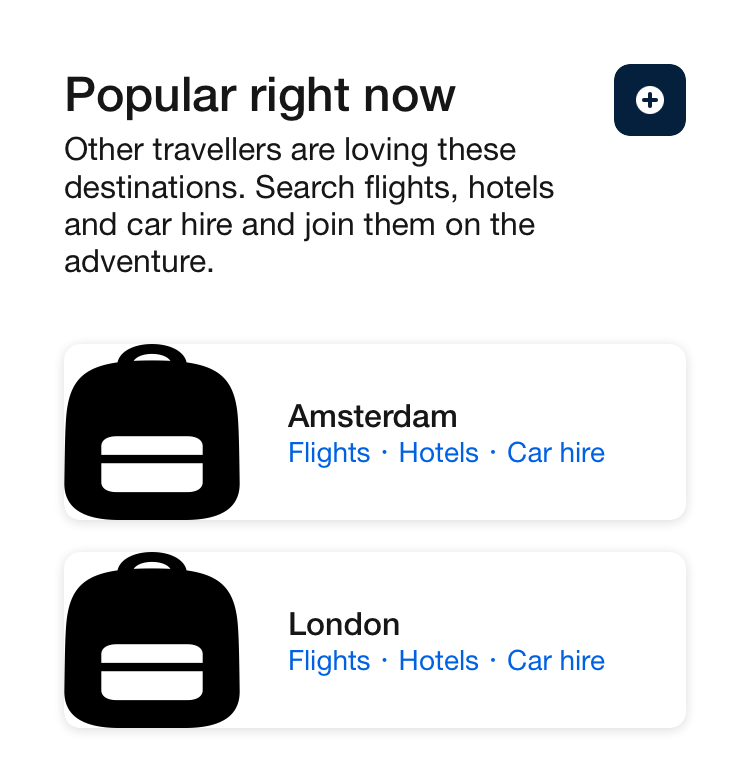 Popular right now
Other travellers are loving these
destinations. Search flights, hotels
and car hire and join them on the
adventure.
Amsterdam
Flights · Hotels · Car hire
London
Flights · Hotels · Car hire